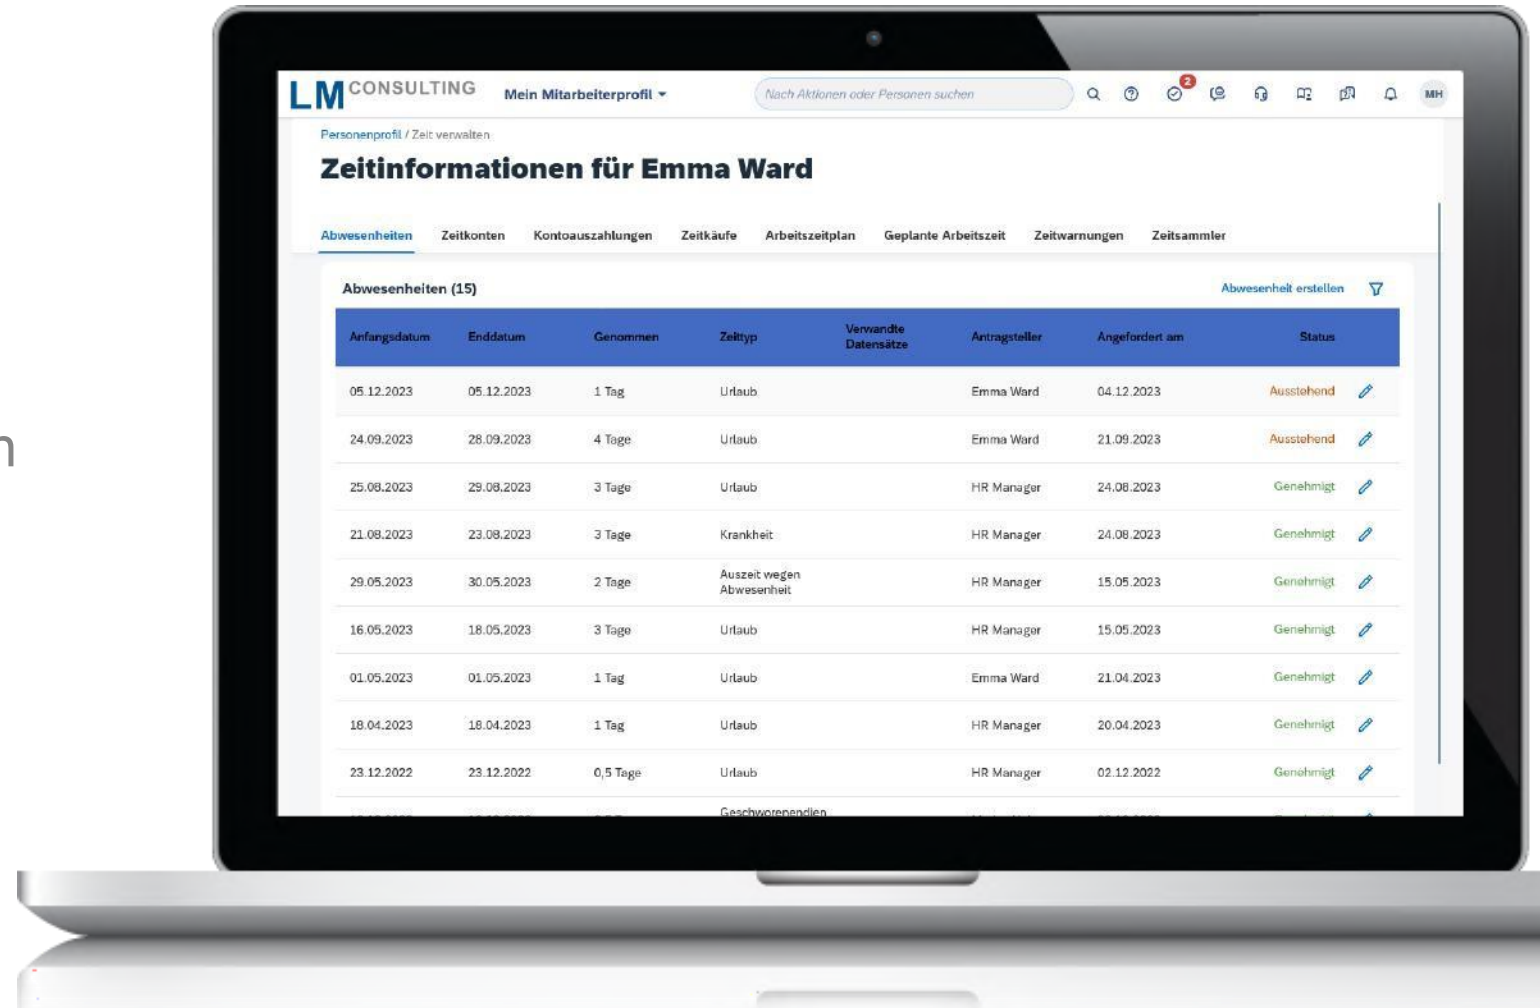 LM CONSULTING Mein Mitarbeiterprofil Nach Aktionen oder Personen suchen 2 MH
Personenprofil / Zeit verwalten
Zeitinformationen für Emma Ward
Abwesenheiten Zeitkonten Kontoauszahlungen Zeitkäufe Arbeitszeitplan Geplante Arbeitszeit Zeitwarnungen Zeitsammler
Abwesenheiten (15) Abwesenheit erstellen
Anfangsdatum Enddatum Genommen Zeittyp Verwandte Datensätze Antragsteller Angefordert am Status
05.12.2023 05.12.2023 1 Tag Urlaub Emma Ward 04.12.2023 Ausstehend
24.09.2023 28.09.2023 4 Tage Urlaub Emma Ward 21.09.2023 Ausstehend
25.08.2023 29.08.2023 3 Tage Urlaub HR Manager 24.08.2023 Genehmigt
21.08.2023 23.08.2023 3 Tage Krankheit HR Manager 24.08.2023 Genehmigt
29.05.2023 30.05.2023 2 Tage Auszeit wegen Abwesenheit HR Manager 15.05.2023 Genehmigt
16.05.2023 18.05.2023 3 Tage Urlaub HR Manager 15.05.2023 Genehmigt
01.05.2023 01.05.2023 1 Tag Urlaub Emma Ward 21.04.2023 Genehmigt
18.04.2023 18.04.2023 1 Tag Urlaub HR Manager 20.04.2023 Genehmigt
23.12.2022 23.12.2022 0,5 Tage Urlaub HR Manager 02.12.2022 Genehmigt
Geschworenendien